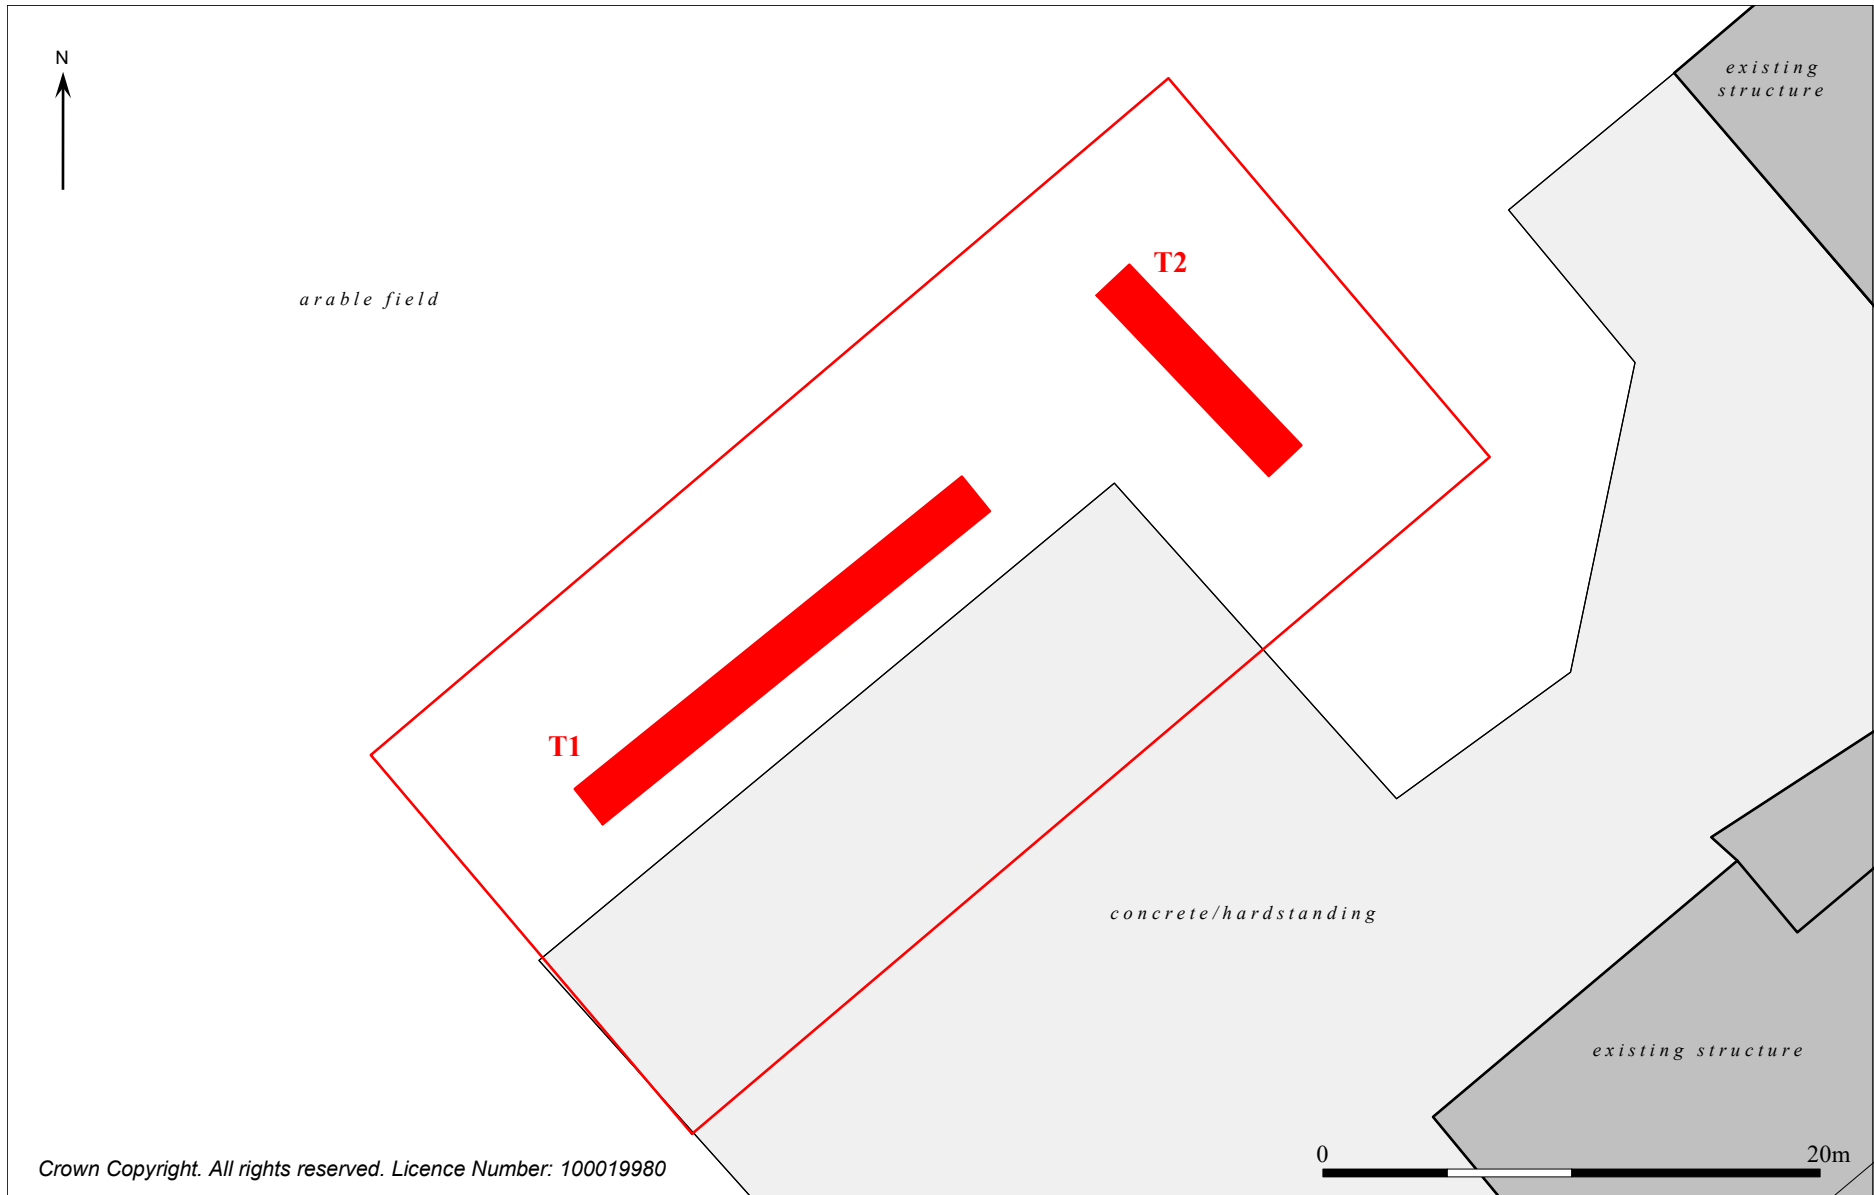 N
existing
structure
T2
arable field
T1
concrete/hardstanding
existing structure
0 20m
Crown Copyright. All rights reserved. Licence Number: 100019980